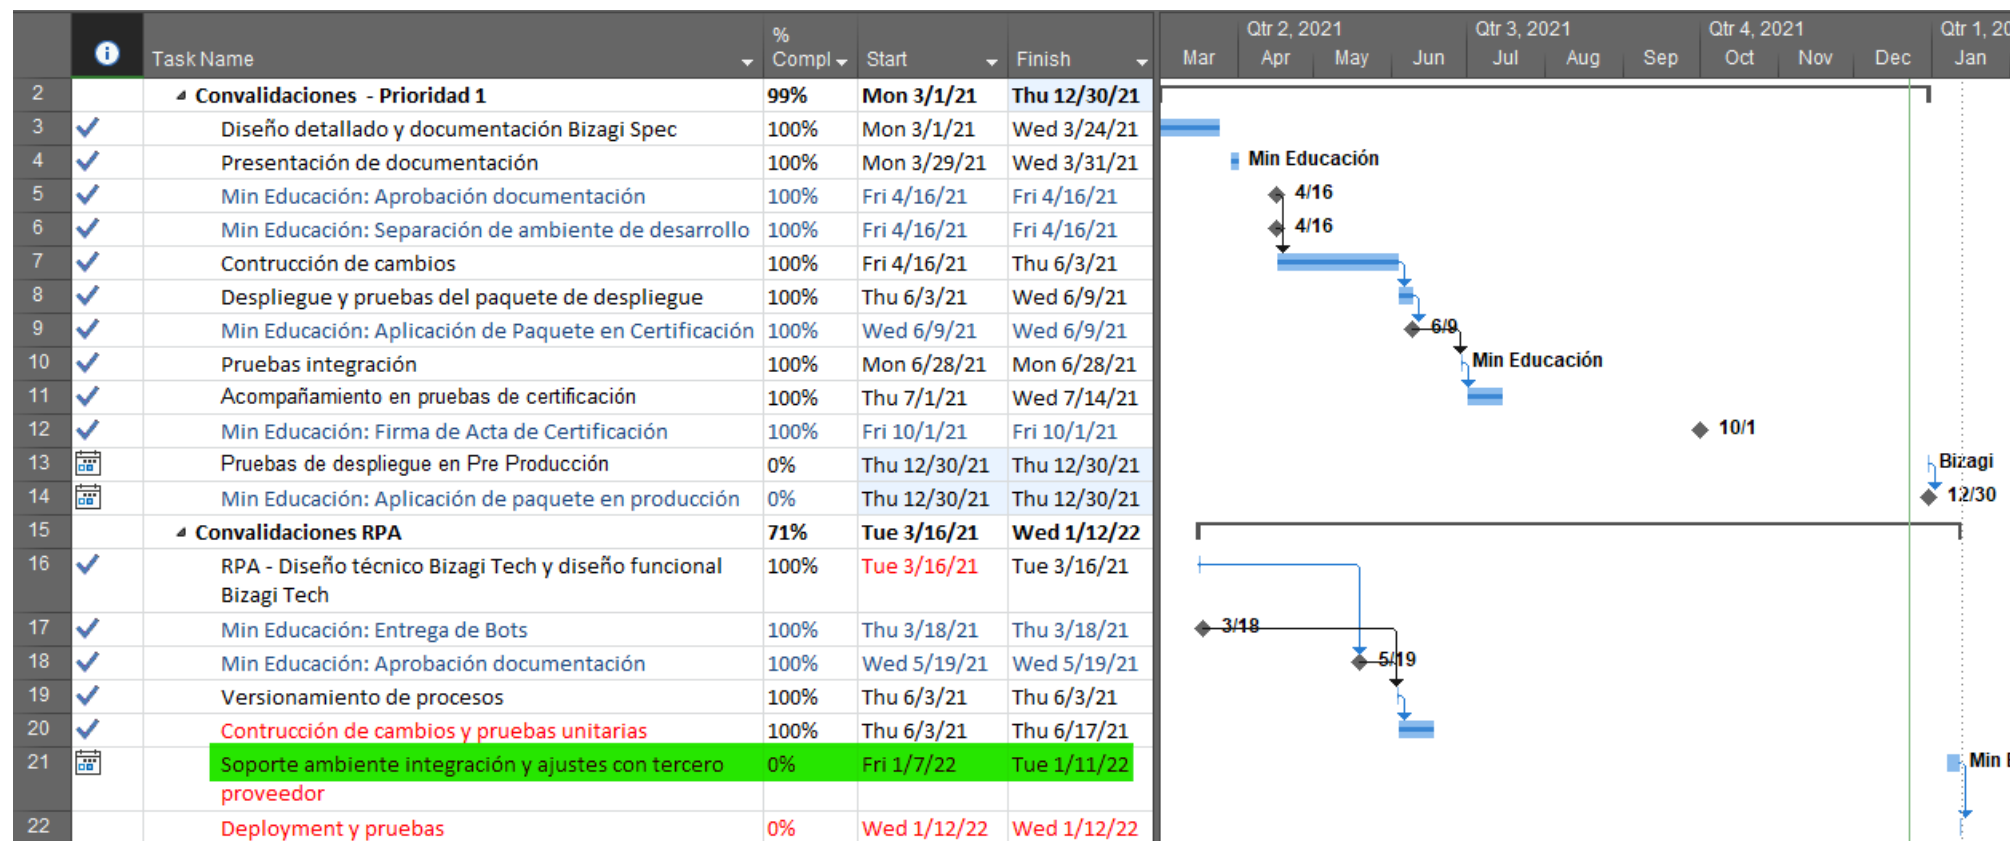 Qtr 2, 2021 Qtr 3, 2021 Qtr 4, 2021 Qtr 1, 20
%
Task Name Compl Start Finish Mar Apr May Jun Jul Aug Sep Oct Nov Dec Jan
2 Convalidaciones - Prioridad 1 99% Mon 3/1/21 Thu 12/30/21
3 Diseño detallado y documentación Bizagi Spec 100% Mon 3/1/21 Wed 3/24/21
4 Presentación de documentación 100% Mon 3/29/21 Wed 3/31/21 Min Educación
5 Min Educación: Aprobación documentación 100% Fri 4/16/21 Fri 4/16/21 4/16
6 Min Educación: Separación de ambiente de desarrollo 100% Fri 4/16/21 Fri 4/16/21 4/16
7 Contrucción de cambios 100% Fri 4/16/21 Thu 6/3/21
8 Despliegue y pruebas del paquete de despliegue 100% Thu 6/3/21 Wed 6/9/21
9 Min Educación: Aplicación de Paquete en Certificación 100% Wed 6/9/21 Wed 6/9/21 6/9
10 Pruebas integración 100% Mon 6/28/21 Mon 6/28/21 Min Educación
11 Acompañamiento en pruebas de certificación 100% Thu 7/1/21 Wed 7/14/21
12 Min Educación: Firma de Acta de Certificación 100% Fri 10/1/21 Fri 10/1/21 10/1
13 Pruebas de despliegue en Pre Producción 0% Thu 12/30/21 Thu 12/30/21 Bizagi
14 Min Educación: Aplicación de paquete en producción 0% Thu 12/30/21 Thu 12/30/21 12/30
15 Convalidaciones RPA 71% Tue 3/16/21 Wed 1/12/22
16 RPA - Diseño técnico Bizagi Tech y diseño funcional 100% Tue 3/16/21 Tue 3/16/21
Bizagi Tech
17 Min Educación: Entrega de Bots 100% Thu 3/18/21 Thu 3/18/21 3/18
18 Min Educación: Aprobación documentación 100% Wed 5/19/21 Wed 5/19/21 5/19
19 Versionamiento de procesos 100% Thu 6/3/21 Thu 6/3/21
20 Contrucción de cambios y pruebas unitarias 100% Thu 6/3/21 Thu 6/17/21
21 Soporte ambiente integración y ajustes con tercero 0% Fri 1/7/22 Tue 1/11/22 Min
proveedor
22 Deployment y pruebas 0% Wed 1/12/22 Wed 1/12/22